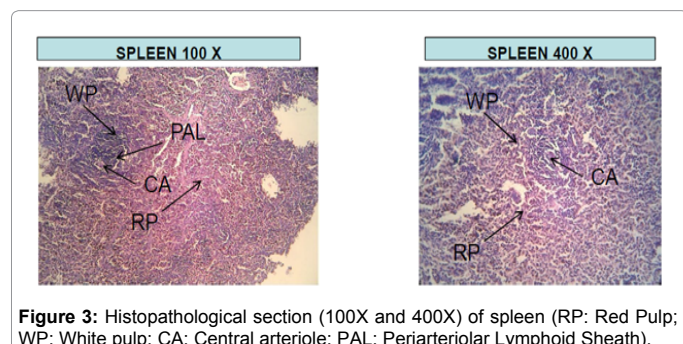 SPLEEN 100 X
SPLEEN 400 X
WP
PAL
CA
RP
WP
CA
RP
Figure 3: Histopathological section (100X and 400X) of spleen (RP: Red Pulp;
WP: White pulp; CA: Central arteriole; PAL: Periarteriolar Lymphoid Sheath).